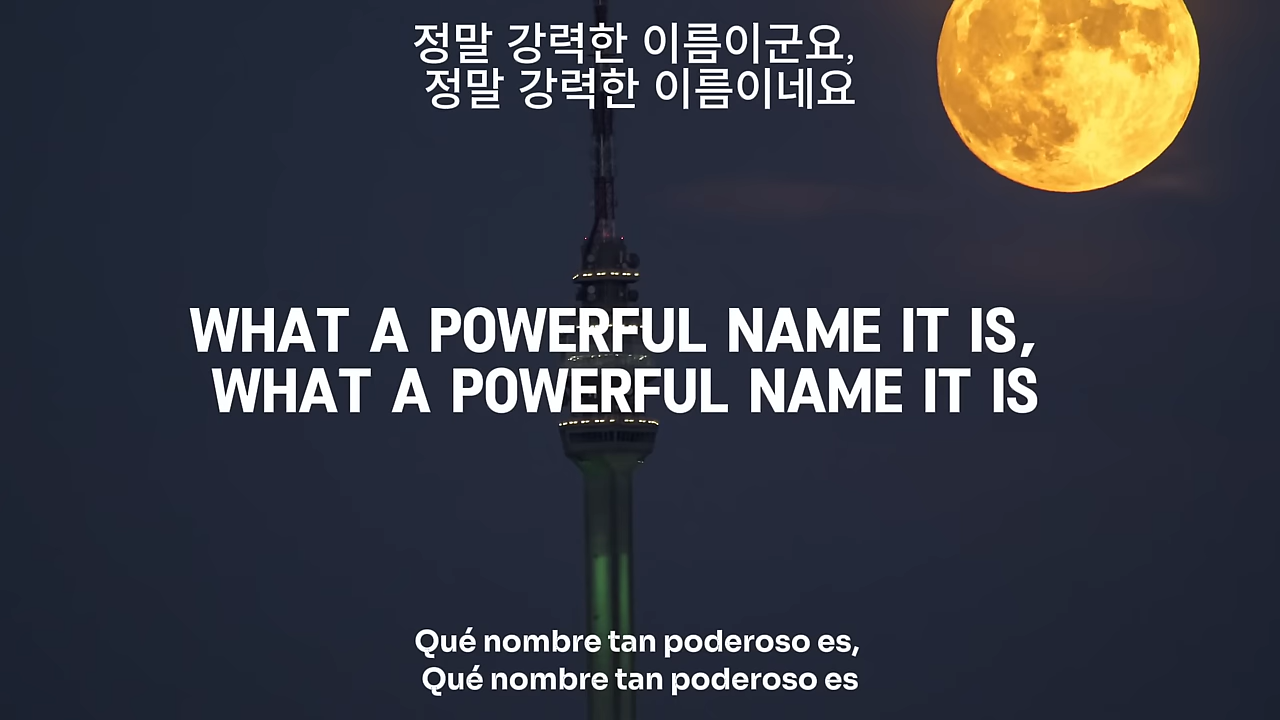 정말 강력한 이름이군요,
정말 강력한 이름이네요
WHAT A POWERFUL NAME IT IS,
WHAT A POWERFUL NAME IT IS
Qué nombre tan poderoso es,
Qué nombre tan poderoso es